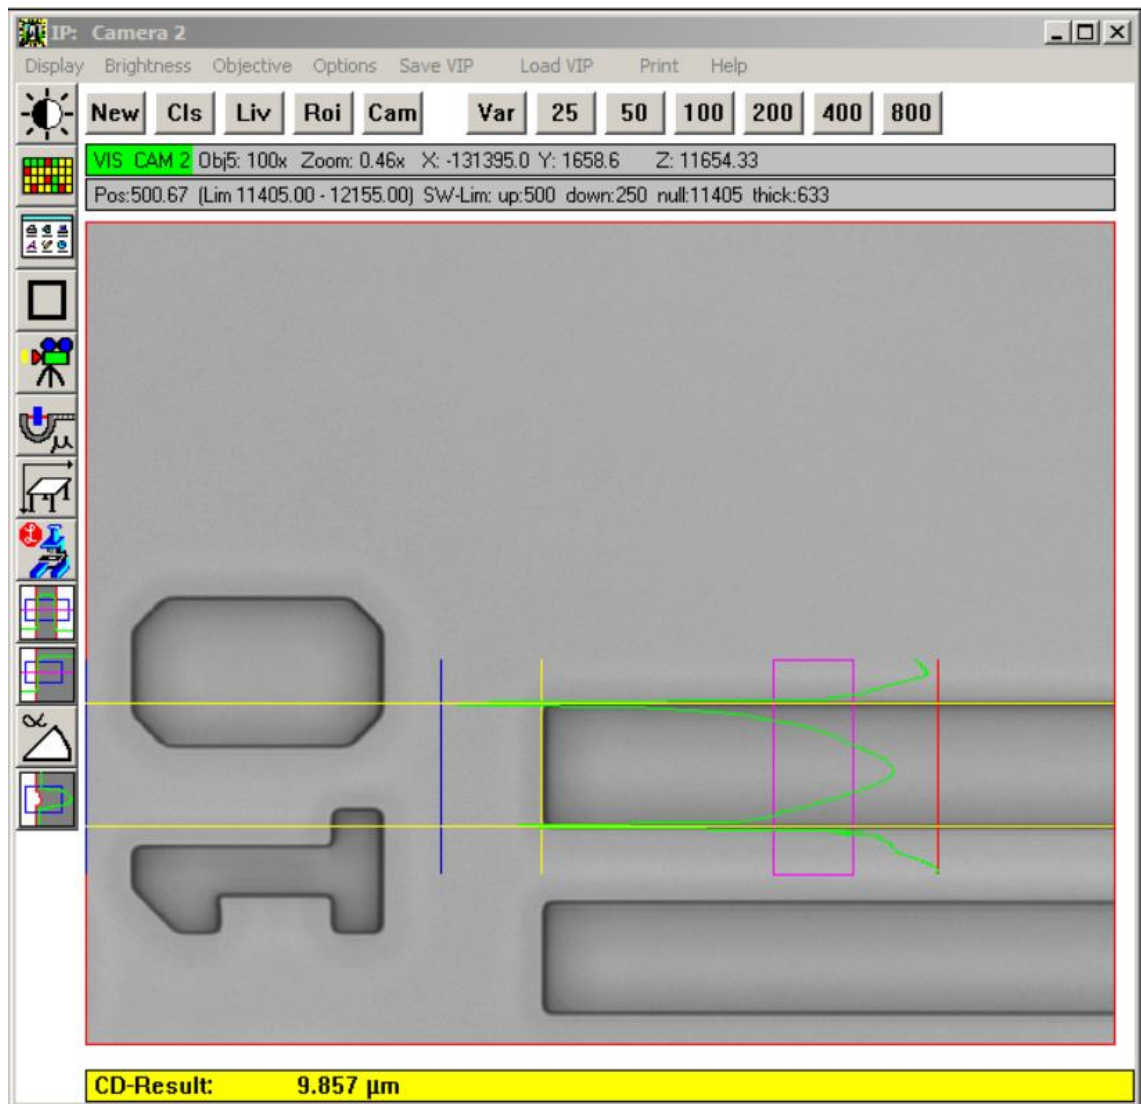 IP: Camera 2
Display Brightness Objective Options Save VIP Load VIP Print Help
New Cls Liv Roi Cam Var 25 50 100 200 400 800
VIS CAM 2 Obj5: 100x Zoom: 0.46x X: -131395.0 Y: 1658.6 Z: 11654.33
Pos:500.67 (Lim 11405.00 - 12155.00) SW-Lim: up:500 down:250 null:11405 thick:633
μ
L
α
10
CD-Result: 9.857 µm